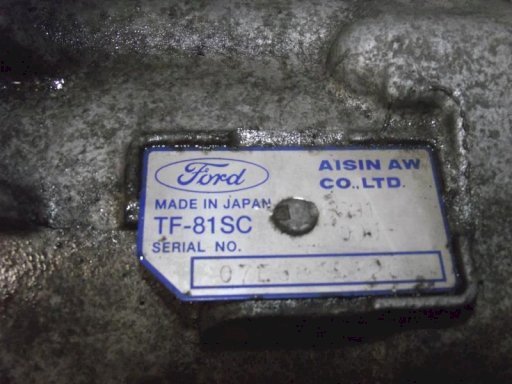 Ford
AISIN AW
CO.,LTD.
MADE IN JAPAN
TF-81SC
SERIAL NO.